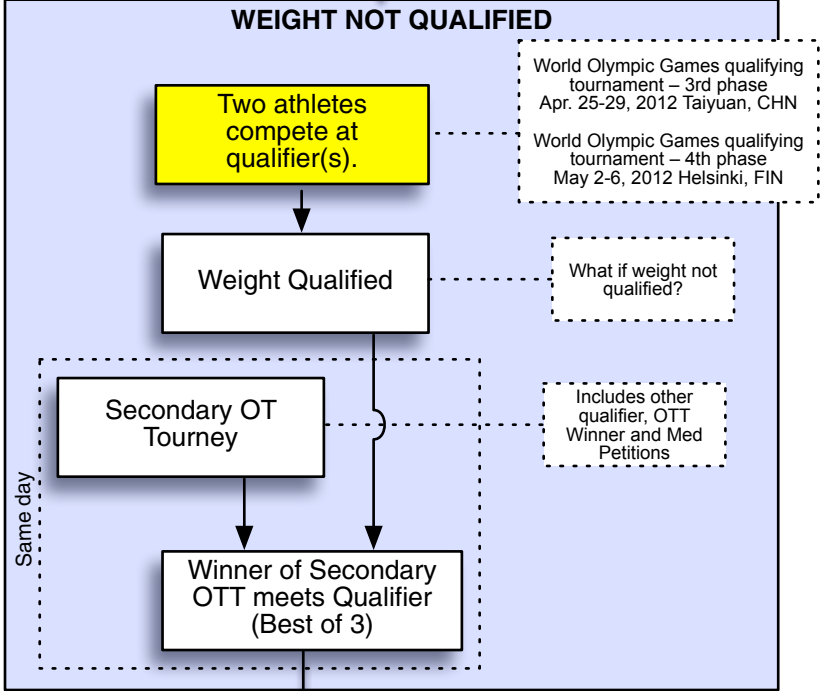 WEIGHT NOT QUALIFIED
Two athletes
compete at
qualifier(s).
World Olympic Games qualifying
tournament – 3rd phase
Apr. 25-29, 2012 Taiyuan, CHN
World Olympic Games qualifying
tournament – 4th phase
May 2-6, 2012 Helsinki, FIN
Weight Qualified
What if weight not
qualified?
Secondary OT
Tourney
Includes other
qualifier, OTT
Winner and Med
Petitions
Same day
Winner of Secondary
OTT meets Qualifier
(Best of 3)